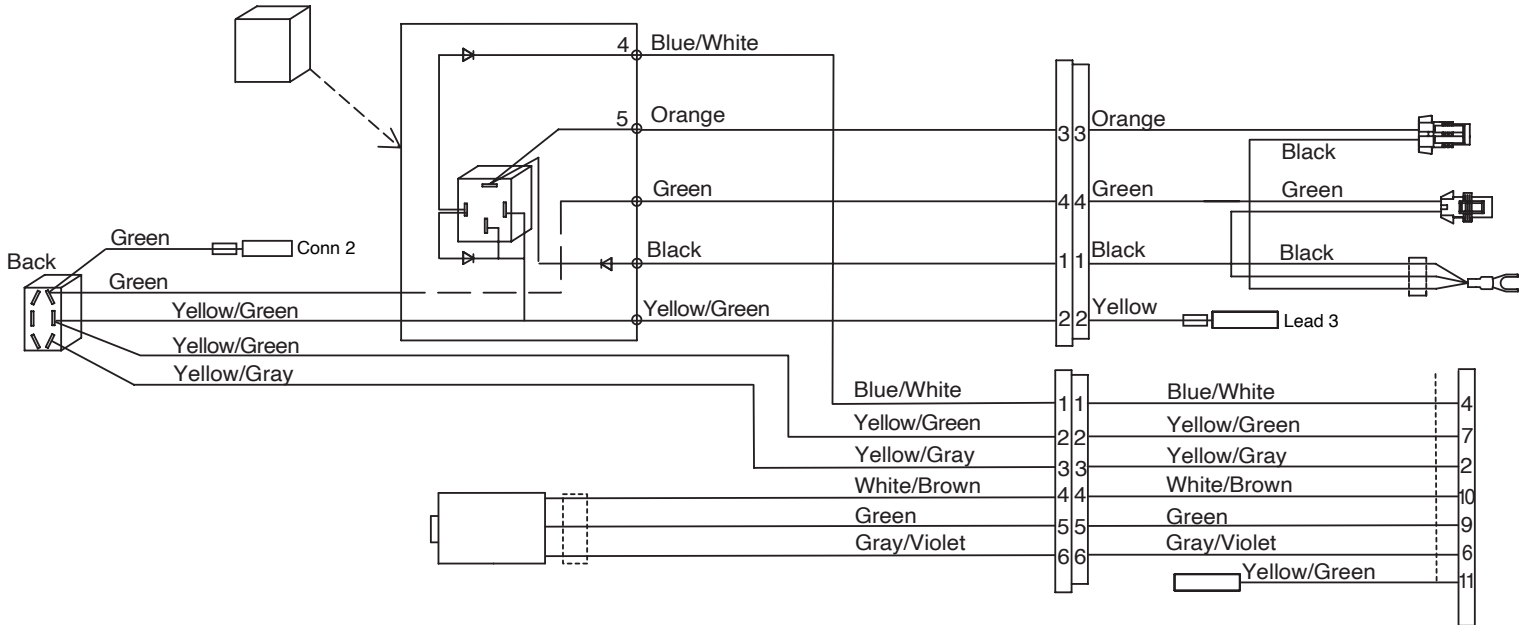 4 Blue/White
5 Orange 3 3 Orange
Black
Green 4 4 Green Green
Green Conn 2
Back
Black 1 1 Black Black
Green
Yellow/Green Yellow/Green 2 2 Yellow Lead 3
Yellow/Green
Yellow/Gray
Blue/White 1 1 Blue/White 4
Yellow/Green 2 2 Yellow/Green 7
Yellow/Gray 3 3 Yellow/Gray 2
White/Brown 4 4 White/Brown 10
Green 5 5 Green 9
Gray/Violet 6 6 Gray/Violet 6
Yellow/Green 11